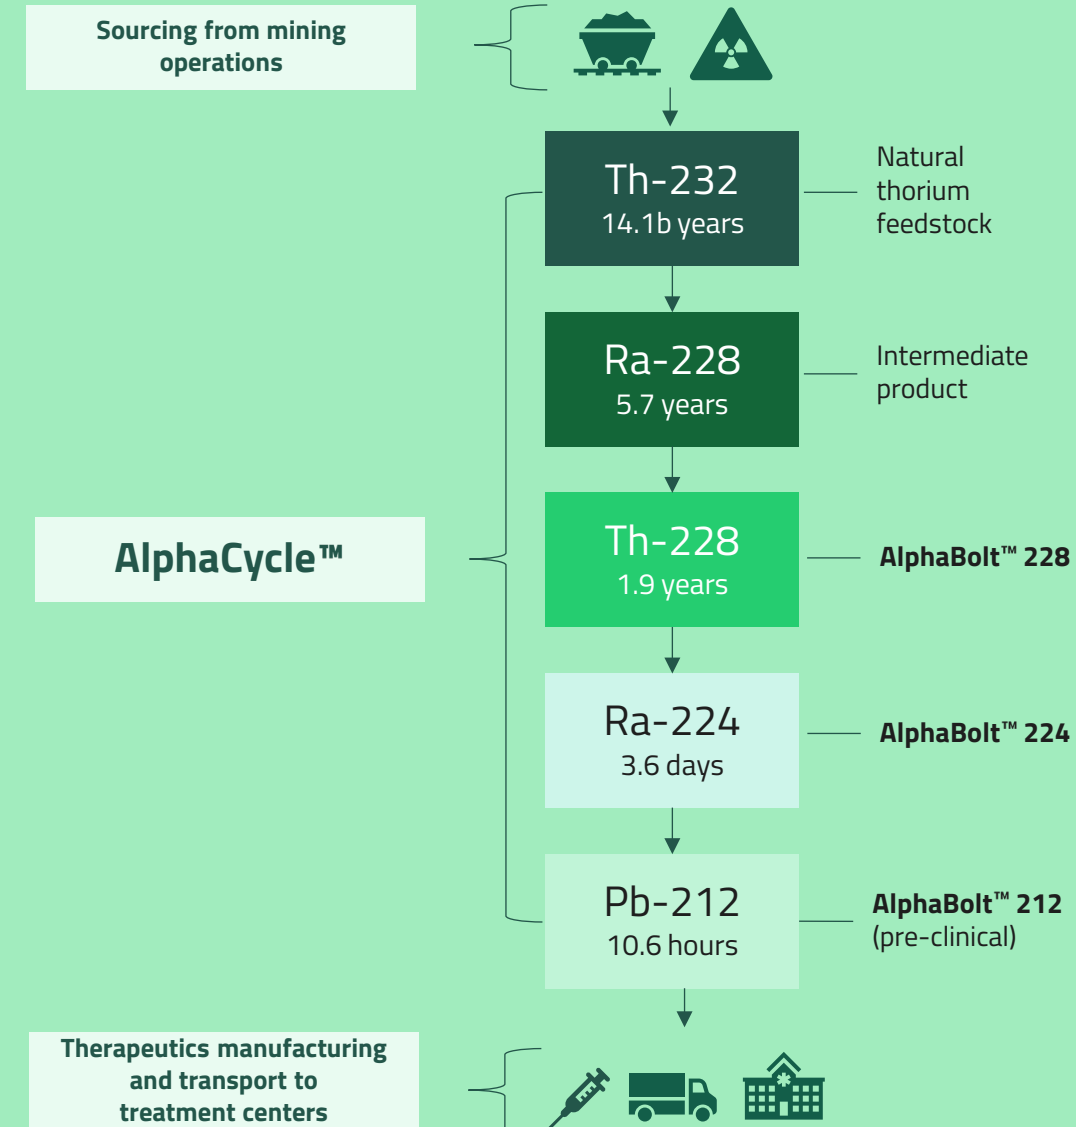 Sourcing from mining
operations
Th-232
14.1b years
Natural
thorium
feedstock
Ra-228
5.7 years
Intermediate
product
AlphaCycle™
Th-228
1.9 years
AlphaBolt™ 228
Ra-224
3.6 days
AlphaBolt™ 224
Pb-212
10.6 hours
AlphaBolt™ 212
(pre-clinical)
Therapeutics manufacturing
and transport to
treatment centers